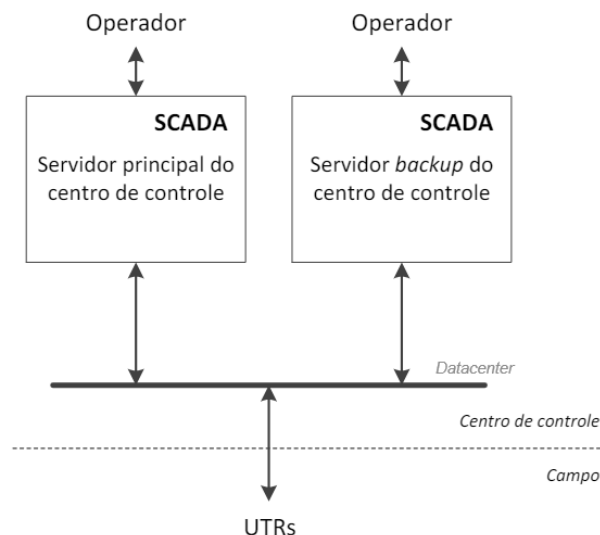 Operador
Operador
SCADA
Servidor principal do
centro de controle
SCADA
Servidor backup do
centro de controle
Datacenter
Centro de controle
Campo
UTRs